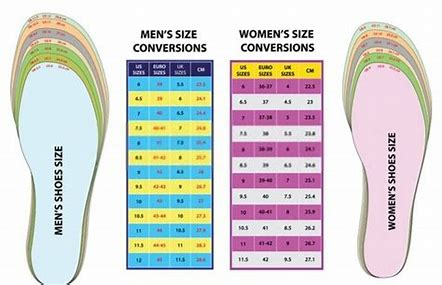 MEN'S SIZE
CONVERSIONS
US SIZES EURO SIZES UK SIZES CM
6 39 5.5 23.5
6.5 39 6 24.1
7 40 6.5 24.4
7.5 40-41 7 24.8
8 41 7.5 25.4
8.5 41-42 8 25.7
9 42 8.5 26
9.5 42-43 9 26.7
10 43 9.5 27
10.5 43-44 10 27.3
11 44 10.5 27.9
11.5 44-45 11 28.3
12 45 11.5 28.6
WOMEN'S SIZE
CONVERSIONS
US SIZES EURO SIZES UK SIZES CM
6 36-37 4 22.5
6.5 37 4.5 23
7 37-38 5 23.5
7.5 38 5.5 23.8
8 38-39 6 24.1
8.5 39 6.5 24.6
9 39-40 7 25.1
9.5 40 7.5 25.4
10 40-41 8 25.9
10.5 41 8.5 26.2
11 41-42 9 26.7
11.5 42 9.5 27.1
MEN'S SHOES SIZE
WOMEN'S SHOES SIZE